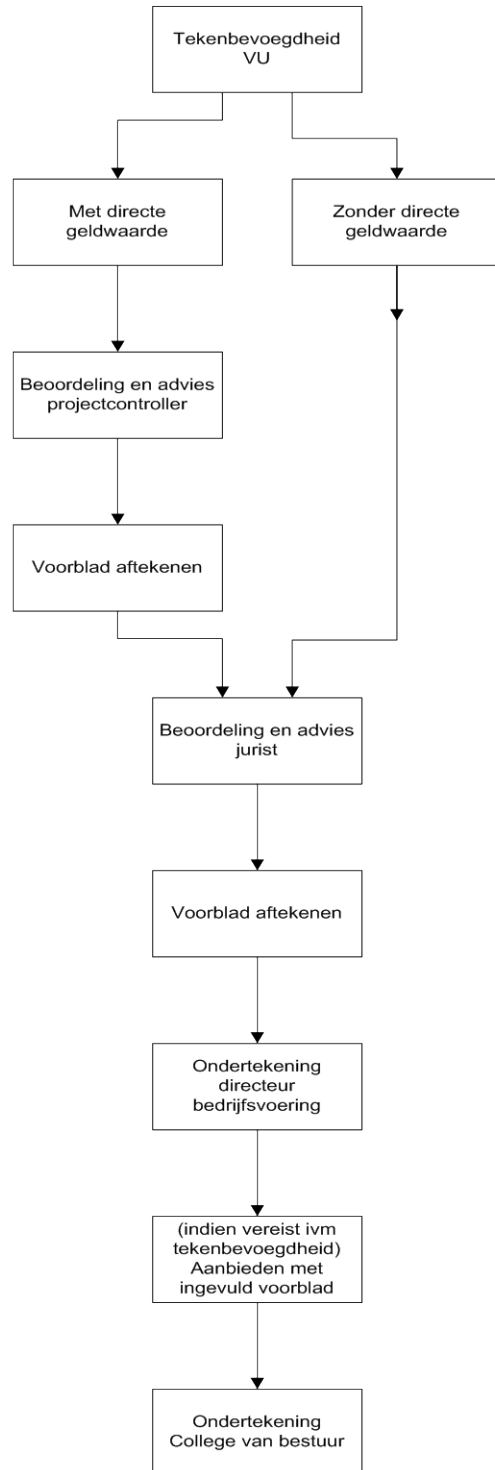 Tekenbevoegdheid
VU
Met directe
geldwaarde
Zonder directe
geldwaarde
Beoordeling en advies
projectcontroller
Voorblad aftekenen
Beoordeling en advies
jurist
Voorblad aftekenen
Ondertekening
directeur
bedrijfsvoering
(indien vereist ivm
tekenbevoegdheid)
Aanbieden met
ingevuld voorblad
Ondertekening
College van bestuur